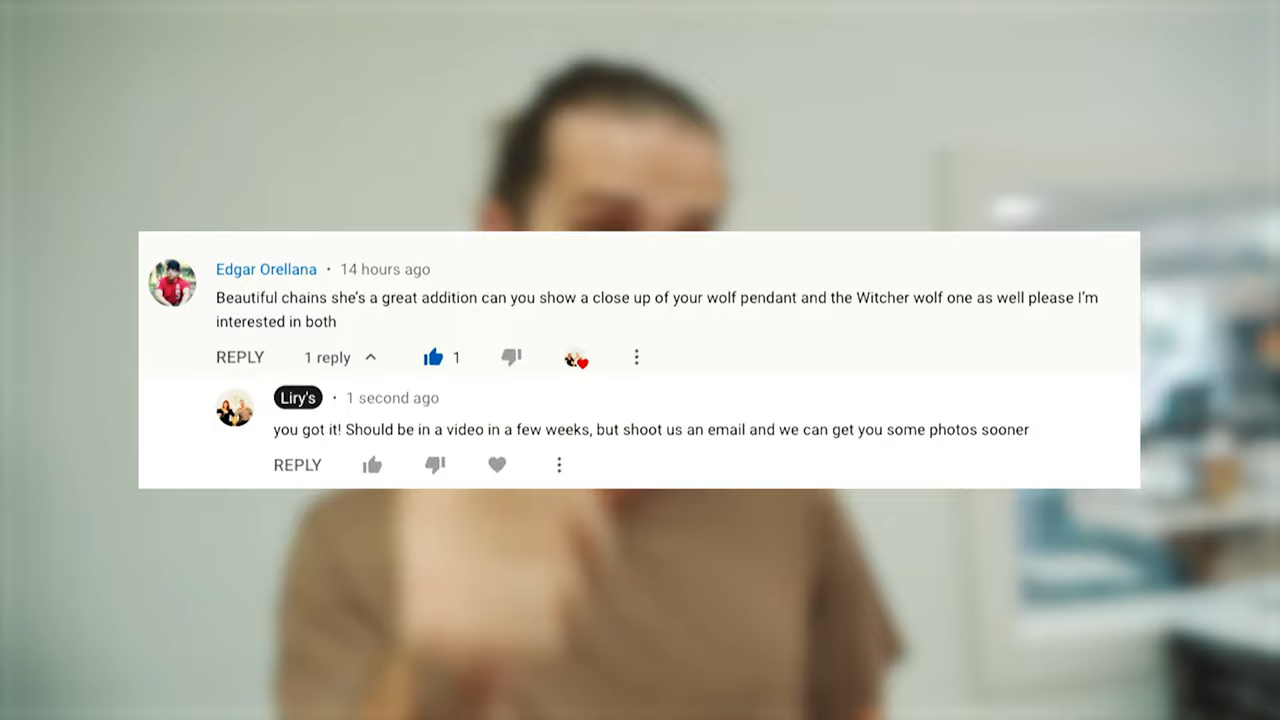 Edgar Orellana · 14 hours ago
Beautiful chains she's a great addition can you show a close up of your wolf pendant and the Witcher wolf one as well please I'm
interested in both
REPLY 1 reply 1
Liry's · 1 second ago
you got it! Should be in a video in a few weeks, but shoot us an email and we can get you some photos sooner
REPLY